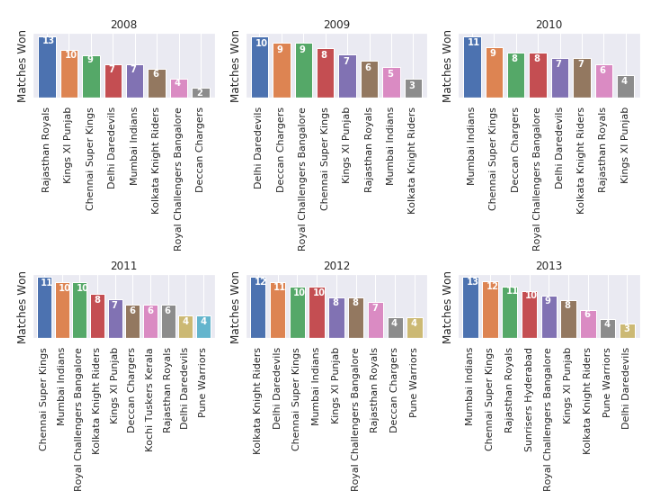 2008
Matches Won
13
10
9
7
7
6
4
2
Rajasthan Royals
Kings XI Punjab
Chennai Super Kings
Delhi Daredevils
Mumbai Indians
Kolkata Knight Riders
Royal Challengers Bangalore
Deccan Chargers
2009
Matches Won
10
9
9
8
7
6
5
3
Delhi Daredevils
Deccan Chargers
Royal Challengers Bangalore
Chennai Super Kings
Kings XI Punjab
Rajasthan Royals
Mumbai Indians
Kolkata Knight Riders
2010
Matches Won
11
9
8
8
7
7
6
4
Mumbai Indians
Chennai Super Kings
Deccan Chargers
Royal Challengers Bangalore
Delhi Daredevils
Kolkata Knight Riders
Rajasthan Royals
Kings XI Punjab
2011
Matches Won
11
10
10
8
7
6
6
6
4
4
Chennai Super Kings
Mumbai Indians
Royal Challengers Bangalore
Kolkata Knight Riders
Kings XI Punjab
Deccan Chargers
Kochi Tuskers Kerala
Rajasthan Royals
Delhi Daredevils
Pune Warriors
2012
Matches Won
12
11
10
10
8
8
7
4
4
Kolkata Knight Riders
Delhi Daredevils
Chennai Super Kings
Mumbai Indians
Kings XI Punjab
Royal Challengers Bangalore
Rajasthan Royals
Deccan Chargers
Pune Warriors
2013
Matches Won
13
12
11
10
9
8
6
4
3
Mumbai Indians
Chennai Super Kings
Rajasthan Royals
Sunrisers Hyderabad
Royal Challengers Bangalore
Kings XI Punjab
Kolkata Knight Riders
Pune Warriors
Delhi Daredevils